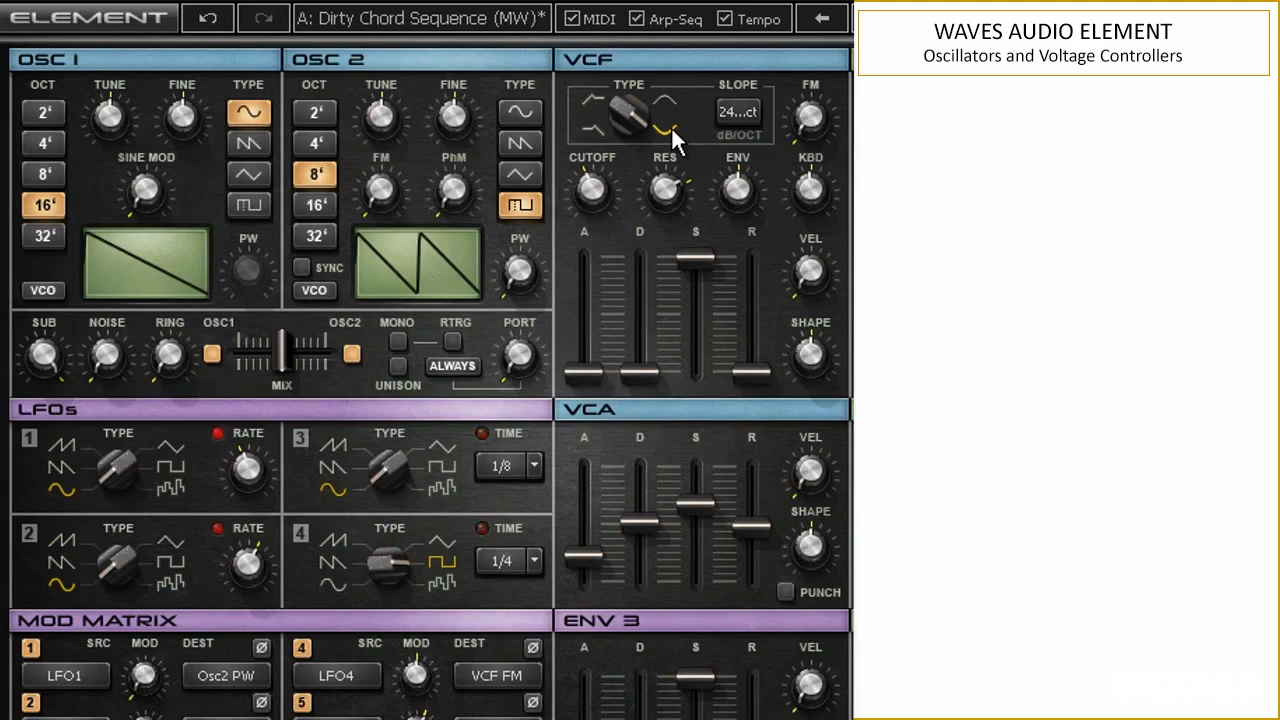 ELEMENT A: Dirty Chord Sequence (MW)* MIDI Arp-Seq Tempo
WAVES AUDIO ELEMENT
Oscillators and Voltage Controllers
OSC 1
OCT TUNE FINE TYPE
2'
4'
SINE MOD
8'
16'
32'
PW
VCO
OSC 2
OCT TUNE FINE TYPE
2'
4'
FM PhM
8'
16'
32'
PW
SYNC
VCO
SUB NOISE RING OSC1 OSC2 MONO RTRG PORT
ALWAYS
MIX UNISON
VCF
TYPE SLOPE FM
24...ct
dB/OCT
CUTOFF RES ENV KBD
A D S R VEL
SHAPE
LFOs
1 TYPE RATE
3 TYPE TIME
1/8
2 TYPE RATE
4 TYPE TIME
1/4
VCA
A D S R VEL
SHAPE
PUNCH
MOD MATRIX
1 SRC MOD DEST Ø
LFO1 Osc2 PW
2 Ø
4 SRC MOD DEST Ø
LFO4 VCF FM
5 Ø
ENV 3
A D S R VEL